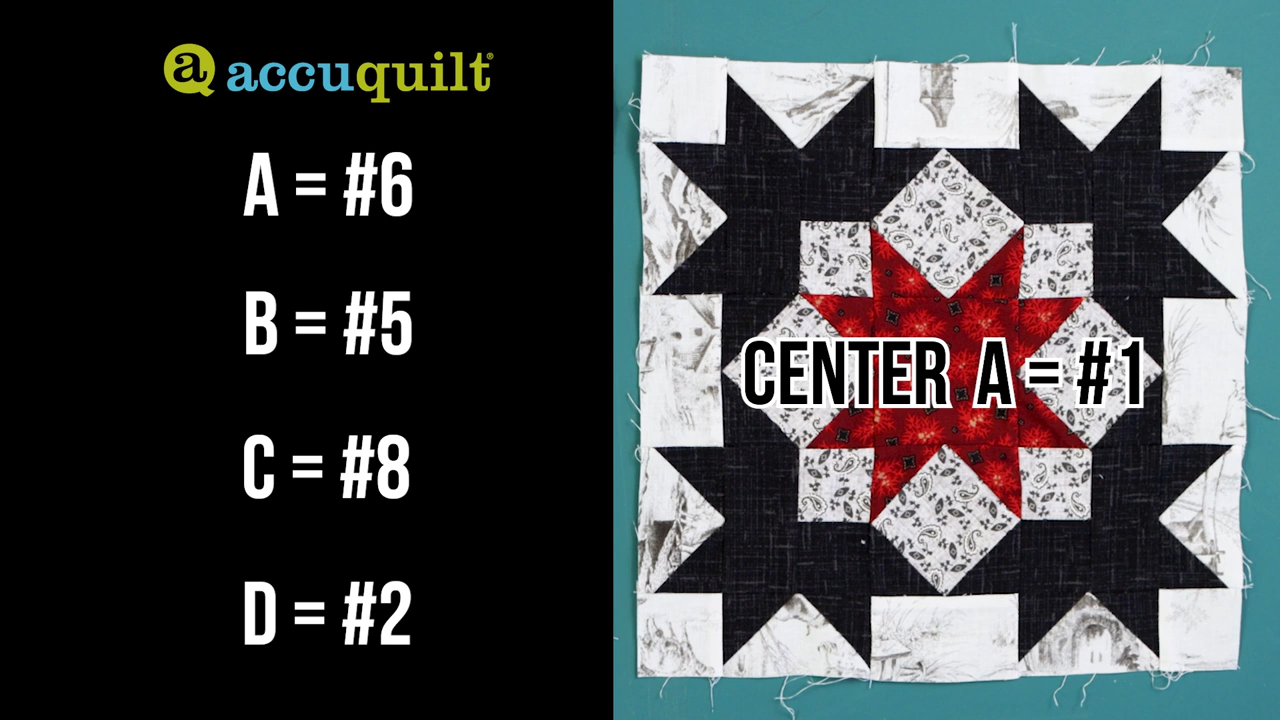 a accuquilt®
A = #6
B = #5
C = #8
D = #2
CENTER A = #1